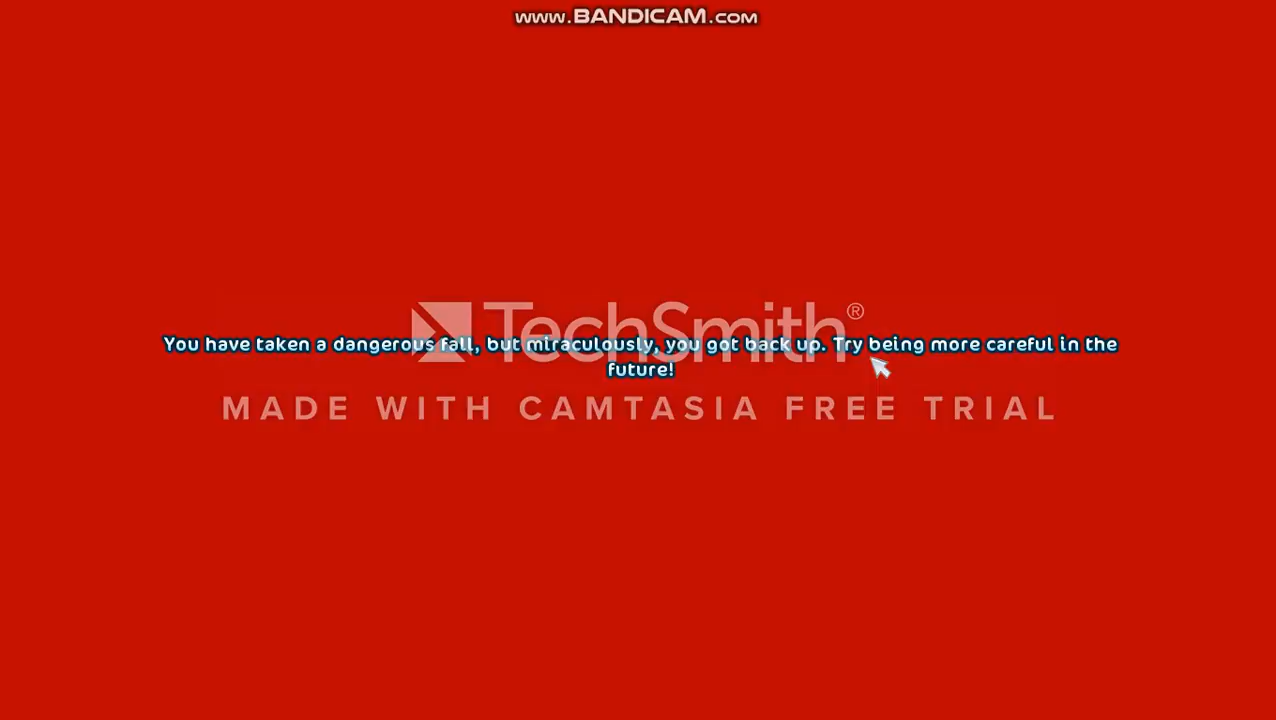 www.BANDICAM.com
TechSmith®
You have taken a dangerous fall, but miraculously, you got back up. Try being more careful in the
future!
MADE WITH CAMTASIA FREE TRIAL